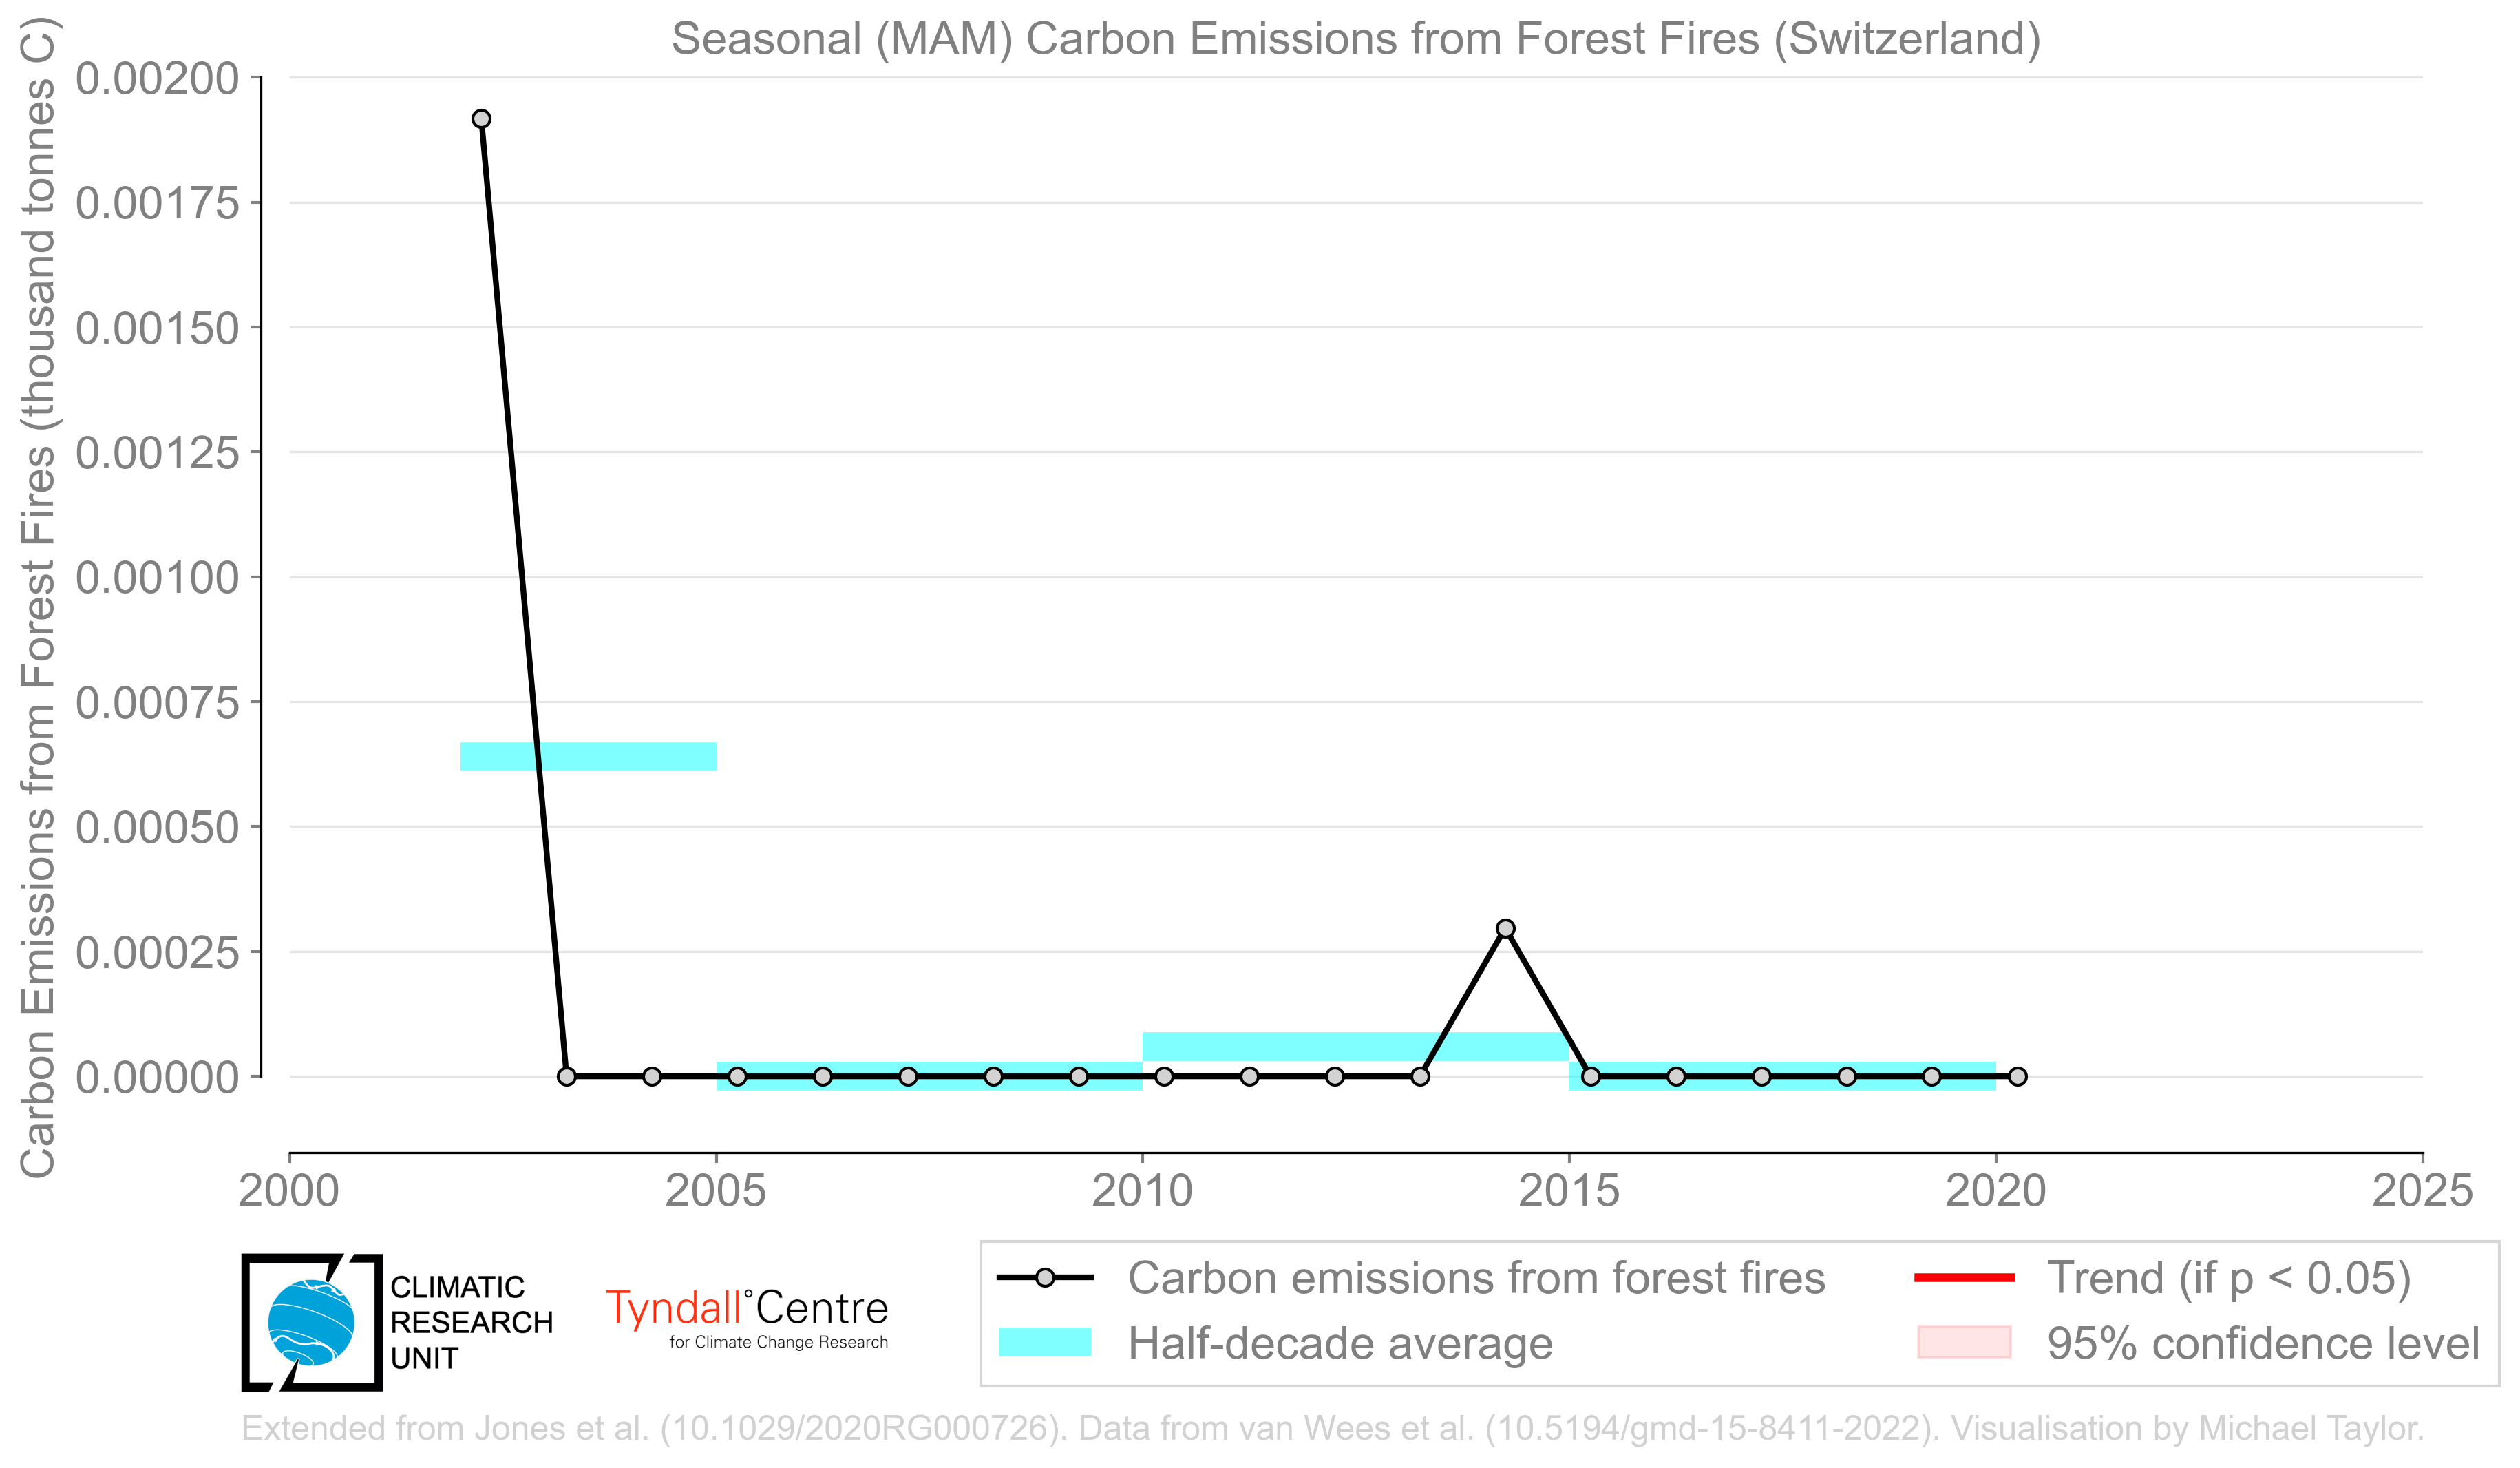 Seasonal (MAM) Carbon Emissions from Forest Fires (Switzerland)
Carbon Emissions from Forest Fires (thousand tonnes C)
0.00200
0.00175
0.00150
0.00125
0.00100
0.00075
0.00050
0.00025
0.00000
2000
2005
2010
2015
2020
2025
Carbon emissions from forest fires
Half-decade average
Trend (if p < 0.05)
95% confidence level
CLIMATIC
RESEARCH
UNIT
Tyndall°Centre
for Climate Change Research
Extended from Jones et al. (10.1029/2020RG000726). Data from van Wees et al. (10.5194/gmd-15-8411-2022). Visualisation by Michael Taylor.